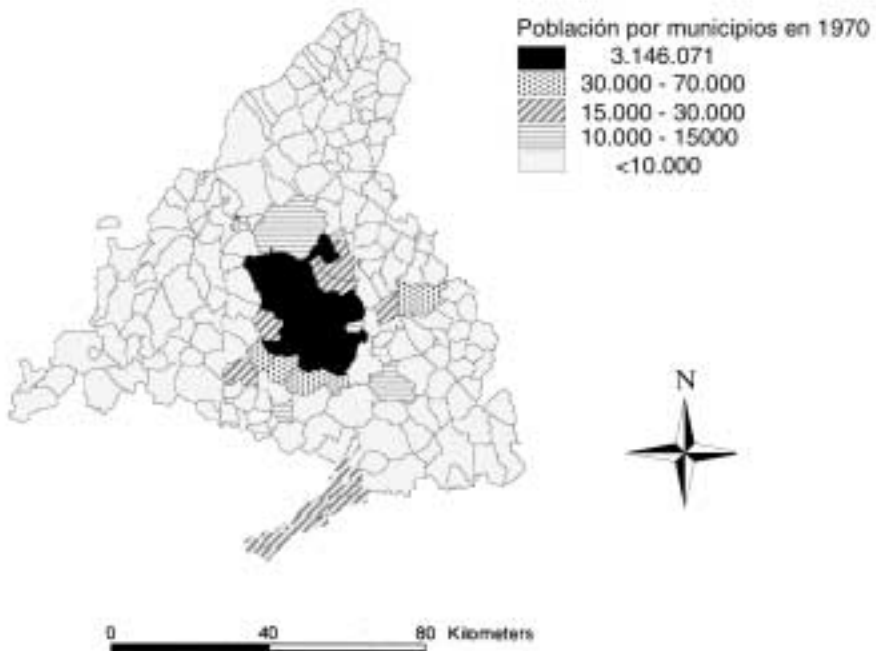 Población por municipios en 1970
3.146.071
30.000 - 70.000
15.000 - 30.000
10.000 - 15000
<10.000
N
0 40 80 Kilometers